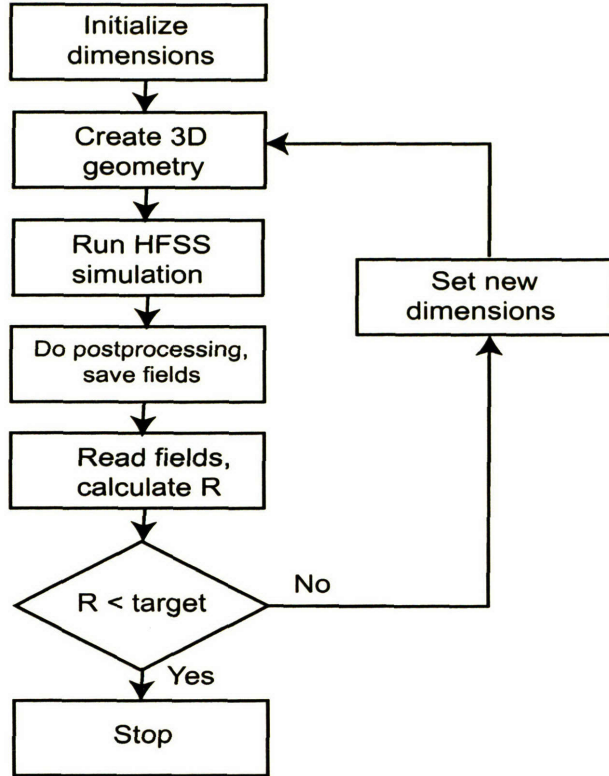 Initialize
dimensions
Create 3D
geometry
Run HFSS
simulation
Set new
dimensions
Do postprocessing,
save fields
Read fields,
calculate R
R < target
No
Yes
Stop